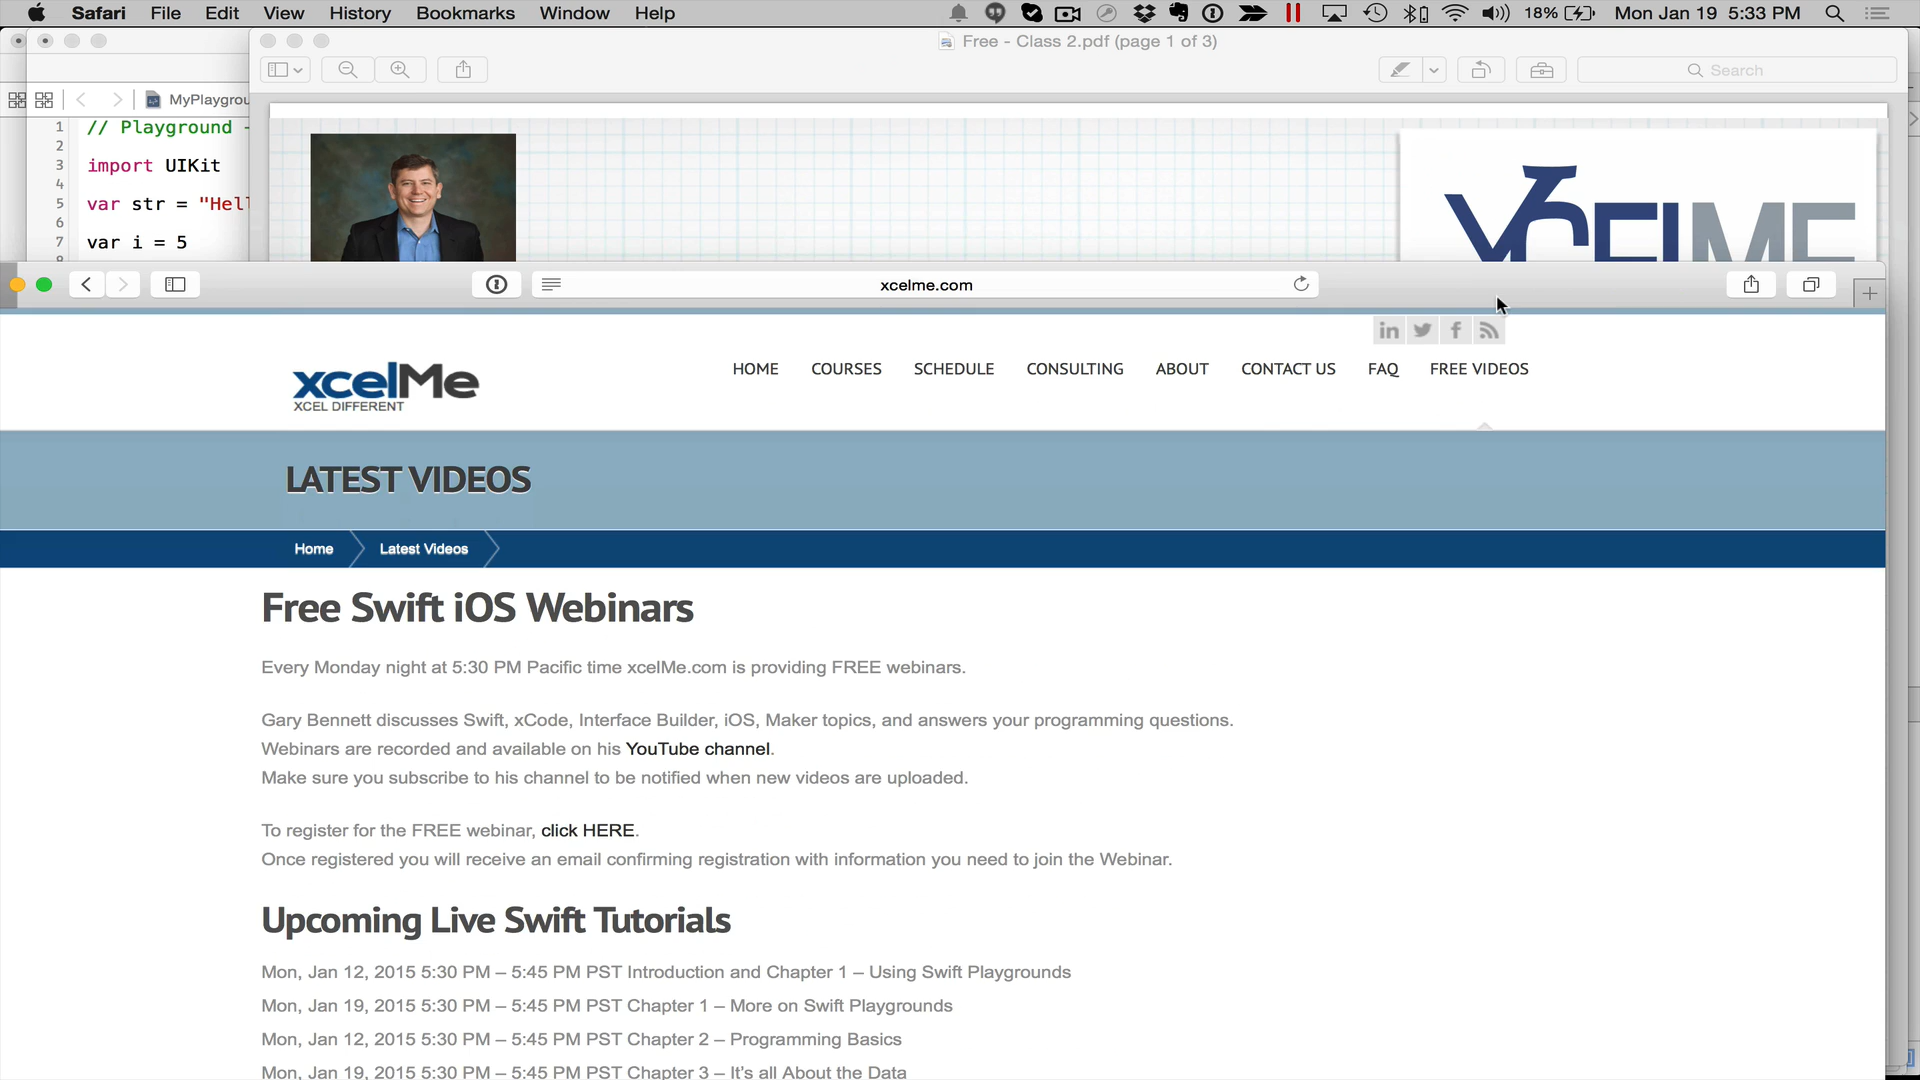 Safari File Edit View History Bookmarks Window Help 18% Mon Jan 19 5:33 PM
Free - Class 2.pdf (page 1 of 3)
Search
MyPlaygrou
1 // Playground -
2
3 import UIKit
4
5 var str = "Hell
6
7 var i = 5
XCELME
xcelme.com
in
xcelMe
XCEL DIFFERENT
HOME COURSES SCHEDULE CONSULTING ABOUT CONTACT US FAQ FREE VIDEOS
LATEST VIDEOS
Home Latest Videos
Free Swift iOS Webinars
Every Monday night at 5:30 PM Pacific time xcelMe.com is providing FREE webinars.
Gary Bennett discusses Swift, xCode, Interface Builder, iOS, Maker topics, and answers your programming questions.
Webinars are recorded and available on his YouTube channel.
Make sure you subscribe to his channel to be notified when new videos are uploaded.
To register for the FREE webinar, click HERE.
Once registered you will receive an email confirming registration with information you need to join the Webinar.
Upcoming Live Swift Tutorials
Mon, Jan 12, 2015 5:30 PM – 5:45 PM PST Introduction and Chapter 1 – Using Swift Playgrounds
Mon, Jan 19, 2015 5:30 PM – 5:45 PM PST Chapter 1 – More on Swift Playgrounds
Mon, Jan 12, 2015 5:30 PM – 5:45 PM PST Chapter 2 – Programming Basics
Mon, Jan 19, 2015 5:30 PM – 5:45 PM PST Chapter 3 – It's all About the Data